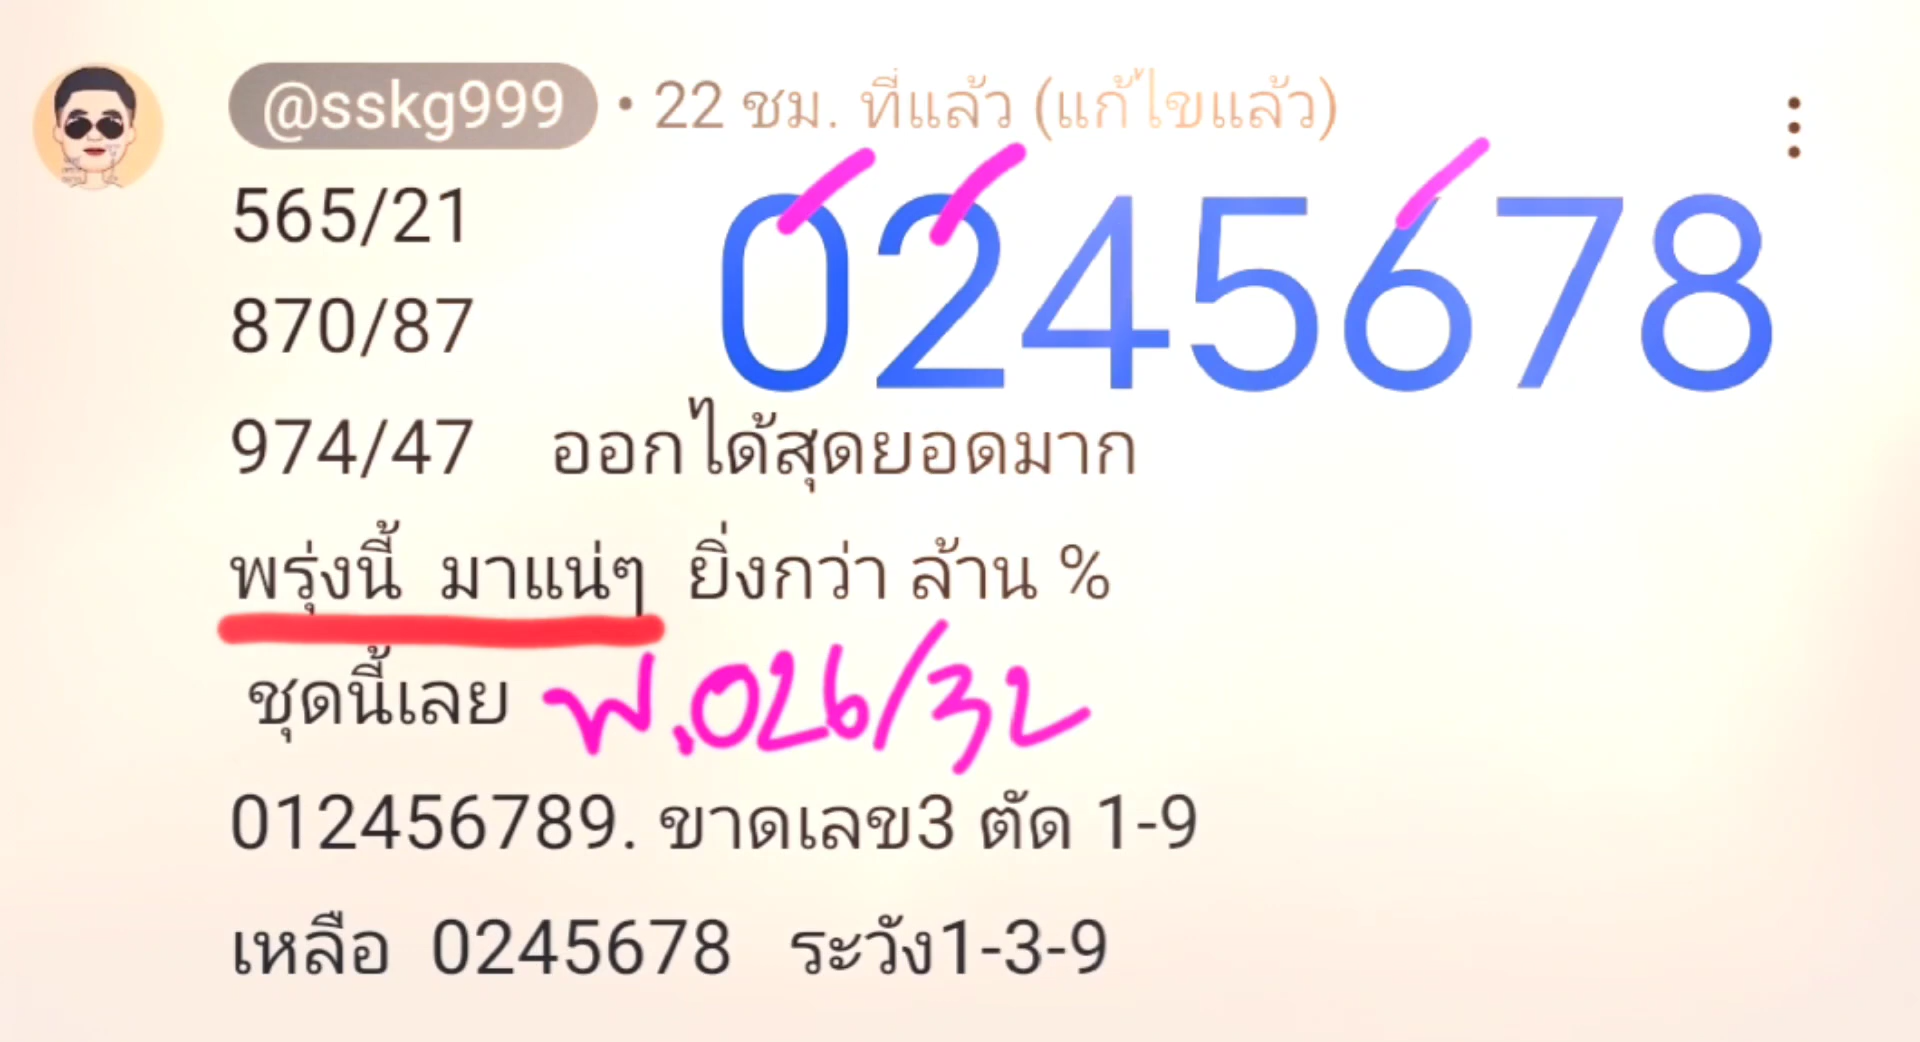 @sskg999 • 22 ชม. ที่แล้ว (แก้ไขแล้ว)
565/21
0245678
870/87
974/47 ออกได้สุดยอดมาก
พรุ่งนี้ มาแน่ๆ ยิ่งกว่า ล้าน %
ชุดนี้เลย พ.026/32
012456789. ขาดเลข3 ตัด 1-9
เหลือ 0245678 ระวัง1-3-9